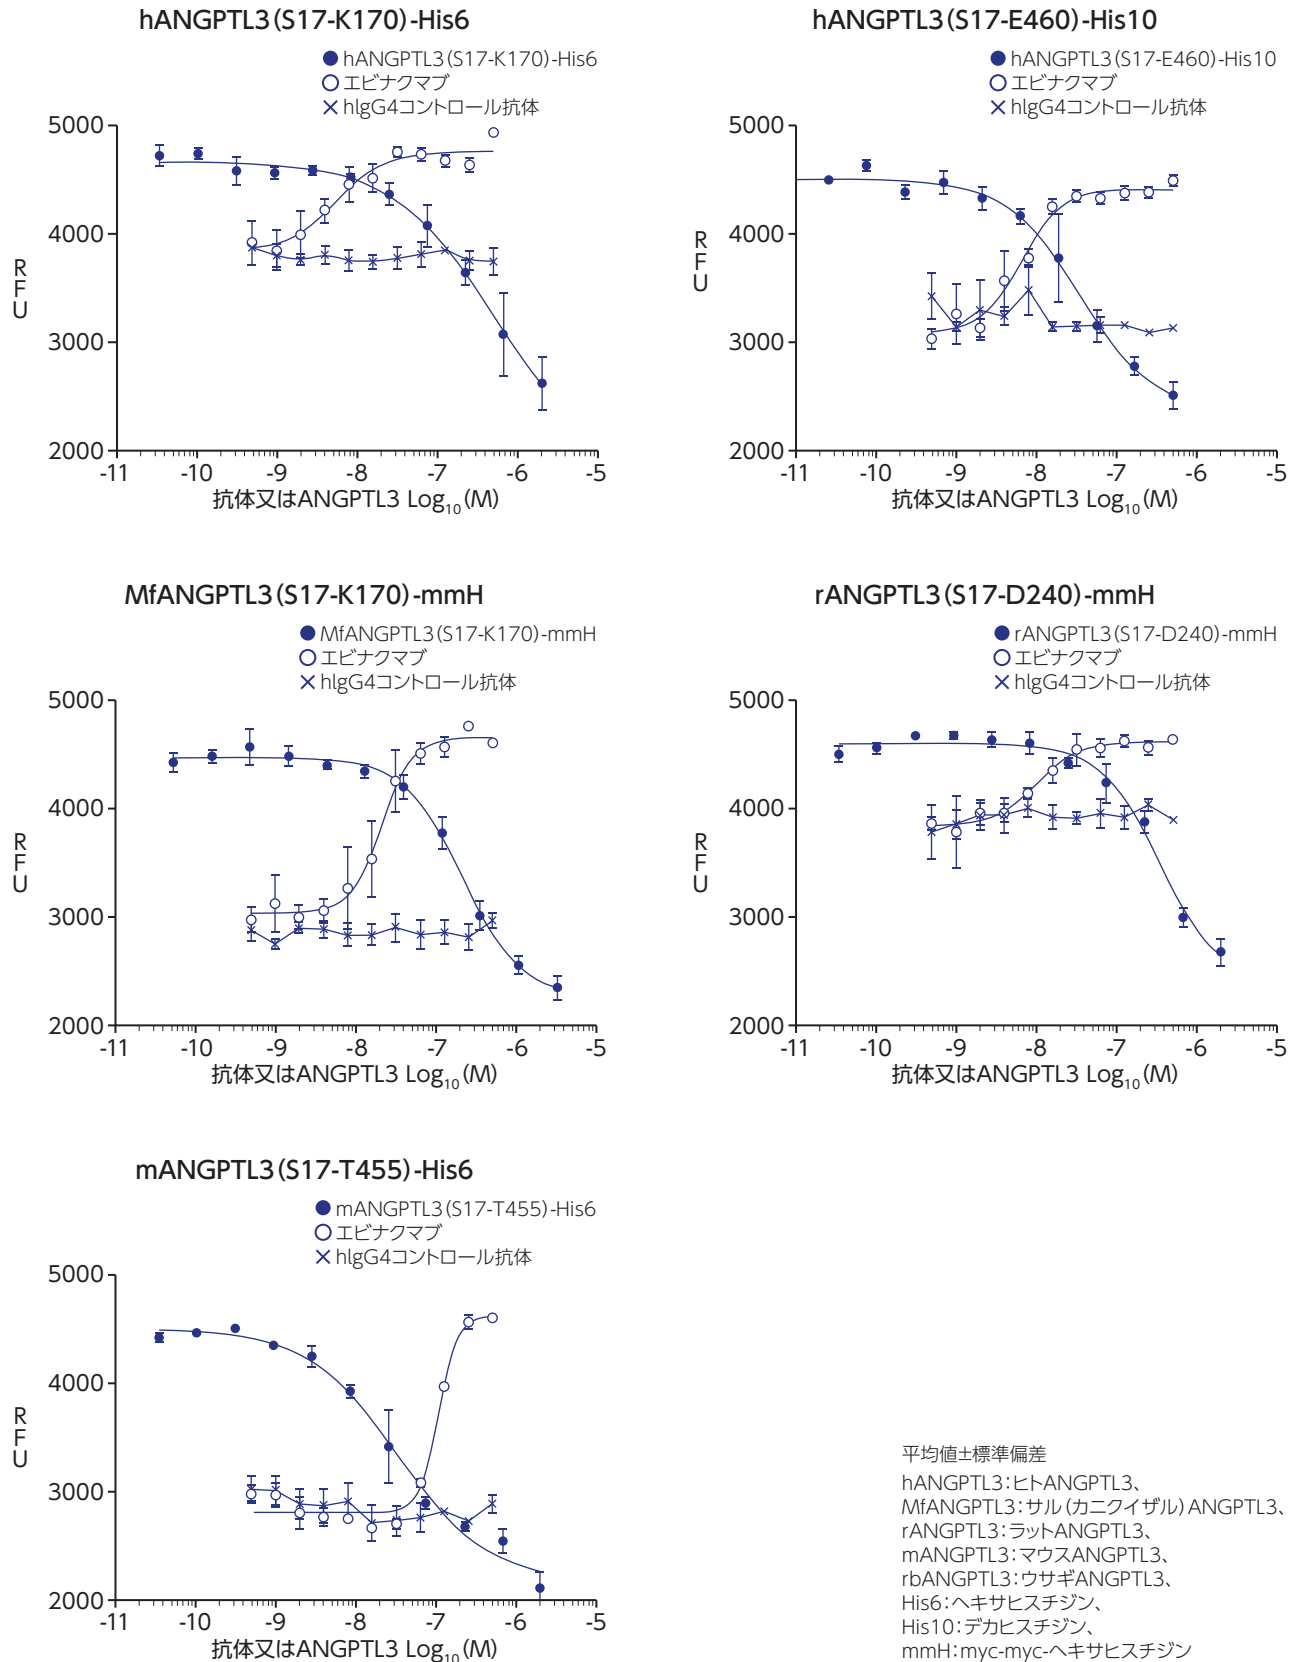 hANGPTL3(S17-K170)-His6
● hANGPTL3(S17-K170)-His6
○ エビナクマブ
× hIgG4コントロール抗体
5000
4000
3000
2000
RFU
-11 -10 -9 -8 -7 -6 -5
抗体又はANGPTL3 Log10(M)
hANGPTL3(S17-E460)-His10
● hANGPTL3(S17-E460)-His10
○ エビナクマブ
× hIgG4コントロール抗体
5000
4000
3000
2000
RFU
-11 -10 -9 -8 -7 -6 -5
抗体又はANGPTL3 Log10(M)
MfANGPTL3(S17-K170)-mmH
● MfANGPTL3(S17-K170)-mmH
○ エビナクマブ
× hIgG4コントロール抗体
5000
4000
3000
2000
RFU
-11 -10 -9 -8 -7 -6 -5
抗体又はANGPTL3 Log10(M)
rANGPTL3(S17-D240)-mmH
● rANGPTL3(S17-D240)-mmH
○ エビナクマブ
× hIgG4コントロール抗体
5000
4000
3000
2000
RFU
-11 -10 -9 -8 -7 -6 -5
抗体又はANGPTL3 Log10(M)
mANGPTL3(S17-T455)-His6
● mANGPTL3(S17-T455)-His6
○ エビナクマブ
× hIgG4コントロール抗体
5000
4000
3000
2000
RFU
-11 -10 -9 -8 -7 -6 -5
抗体又はANGPTL3 Log10(M)
平均値±標準偏差
hANGPTL3:ヒトANGPTL3、
MfANGPTL3:サル(カニクイザル)ANGPTL3、
rANGPTL3:ラットANGPTL3、
mANGPTL3:マウスANGPTL3、
rbANGPTL3:ウサギANGPTL3、
His6:ヘキサヒスチジン、
His10:デカヒスチジン、
mmH:myc-myc-ヘキサヒスチジン